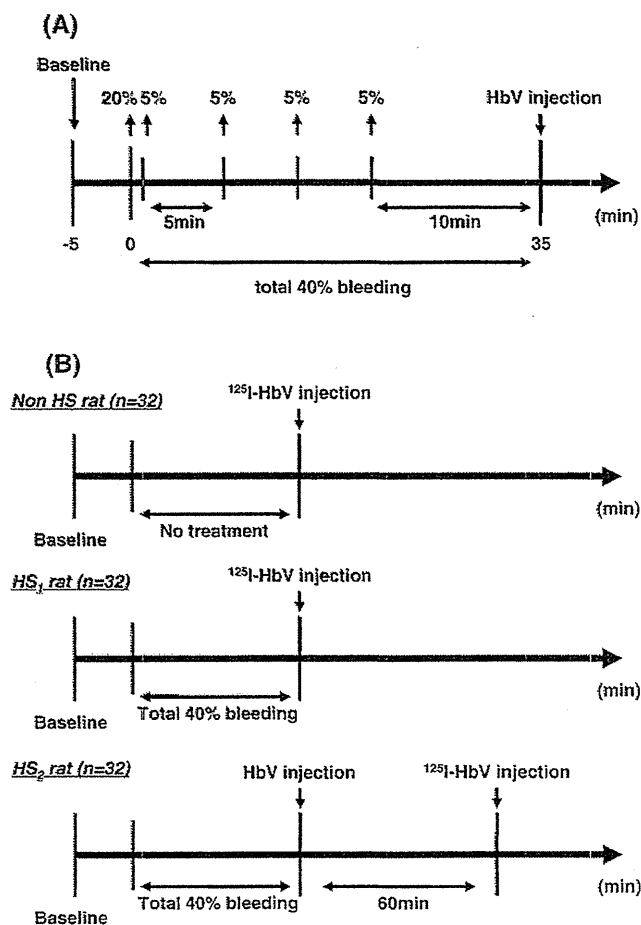 (A)
Baseline
20% 5% 5% 5% 5% HbV injection
5min 10min (min)
-5 0 35
total 40% bleeding
(B)
Non HS rat (n=32)
¹²⁵I-HbV injection
(min)
No treatment
Baseline
HS₁ rat (n=32)
¹²⁵I-HbV injection
(min)
Total 40% bleeding
Baseline
HS₂ rat (n=32)
HbV injection ¹²⁵I-HbV injection
(min)
Total 40% bleeding 60min
Baseline